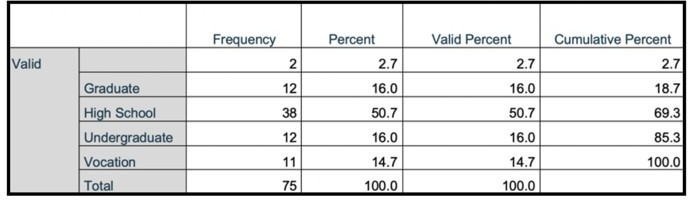 Frequency Percent Valid Percent Cumulative Percent
Valid 2 2.7 2.7 2.7
Graduate 12 16.0 16.0 18.7
High School 38 50.7 50.7 69.3
Undergraduate 12 16.0 16.0 85.3
Vocation 11 14.7 14.7 100.0
Total 75 100.0 100.0